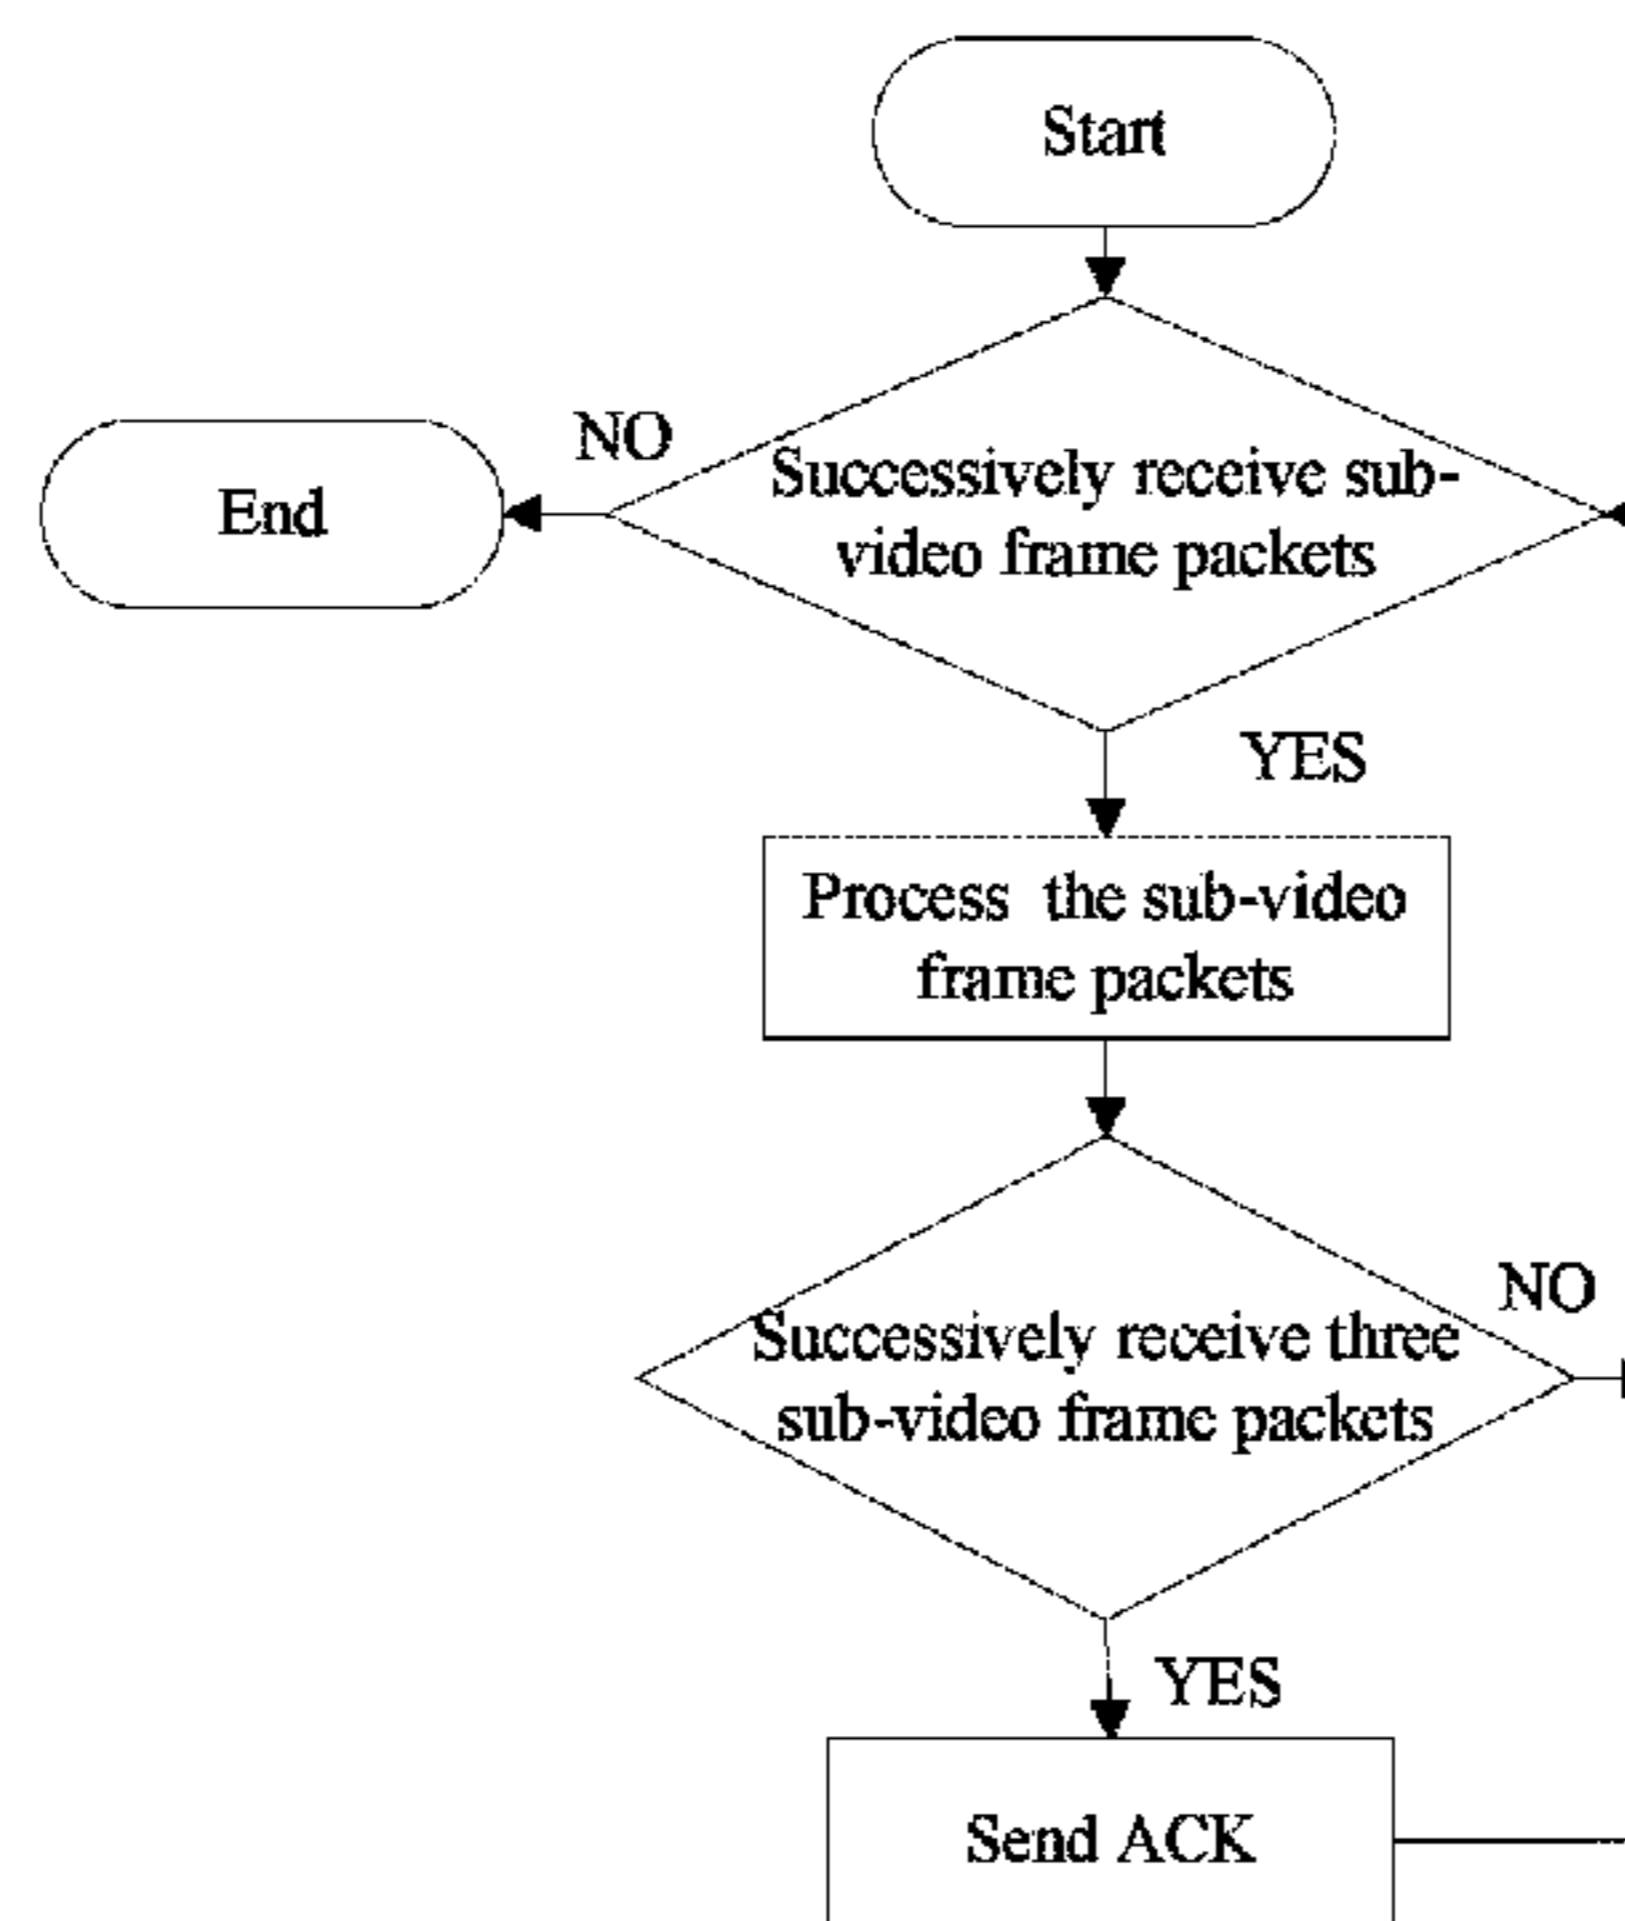 Start
NO
End
Successively receive sub-
video frame packets
YES
Process the sub-video
frame packets
NO
Successively receive three
sub-video frame packets
YES
Send ACK